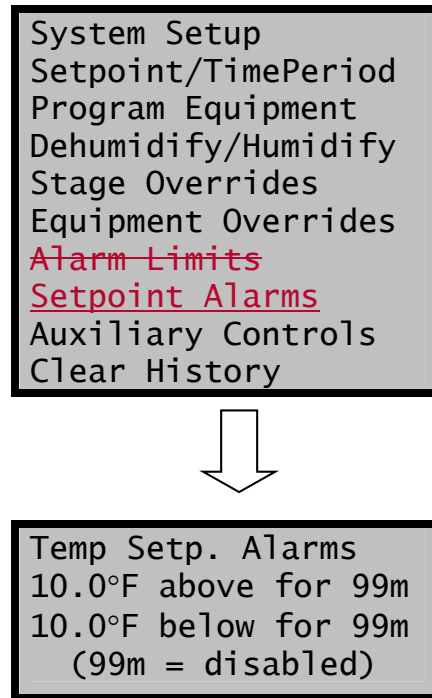 System Setup
Setpoint/TimePeriod
Program Equipment
Dehumidify/Humidify
Stage Overrides
Equipment Overrides
Alarm Limits
Setpoint Alarms
Auxiliary Controls
Clear History
Temp Setp. Alarms
10.0°F above for 99m
10.0°F below for 99m
(99m = disabled)